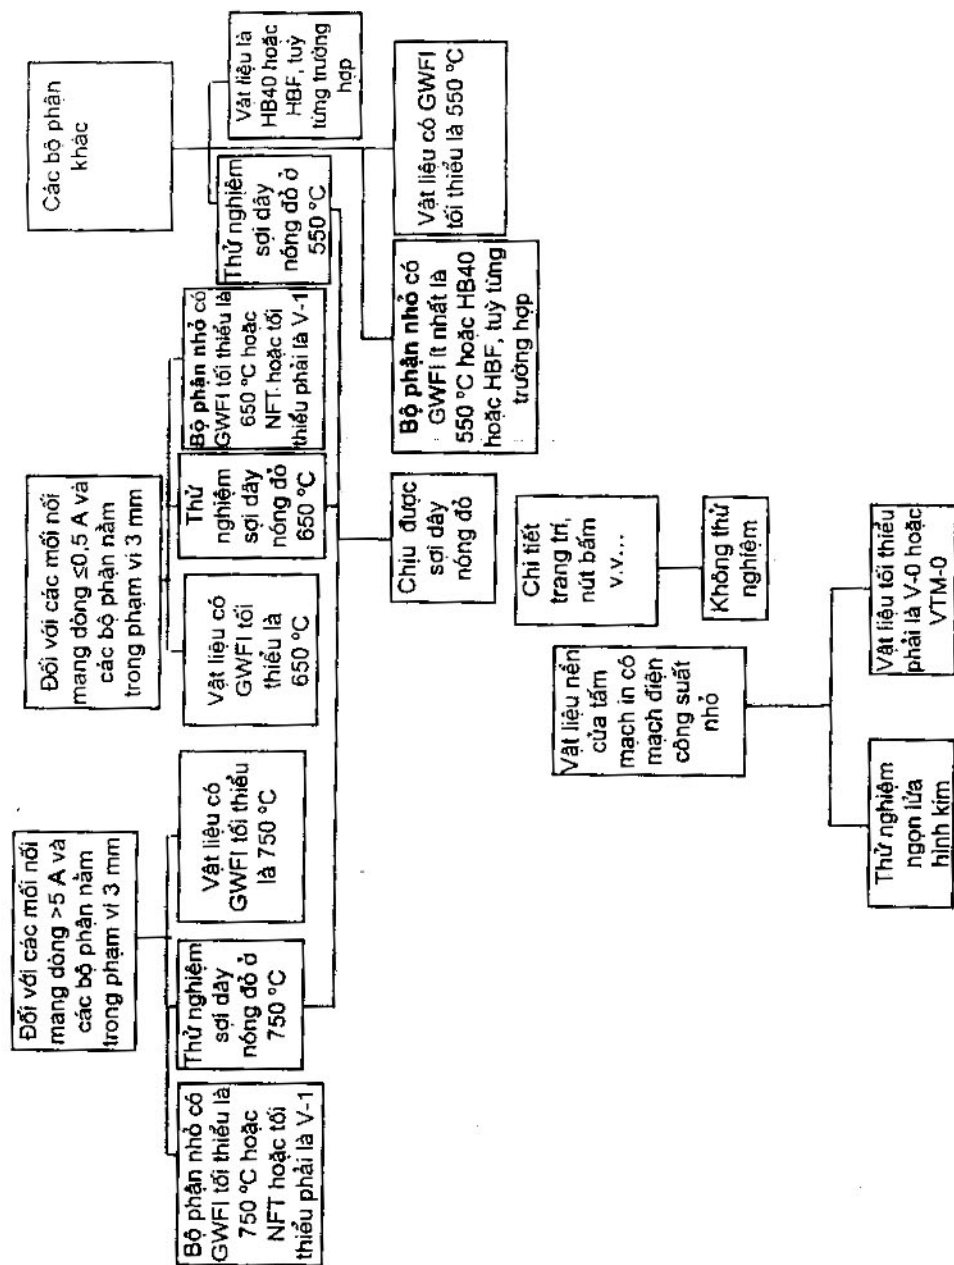 Đối với các mối nối
mang dòng >5 A và
các bộ phận nằm
trong phạm vi 3 mm
Đối với các mối nối
mang dòng ≤0,5 A và
các bộ phận nằm
trong phạm vi 3 mm
Các bộ phận
khác
Bộ phận nhỏ có
GWFI tối thiểu là
750 °C hoặc
NFT hoặc tối
thiểu phải là V-1
Thử nghiệm
sợi dây
nóng đỏ ở
750 °C
Vật liệu có
GWFI tối thiểu
là 750 °C
Vật liệu có
GWFI tối
thiểu là
650 °C
Thử
nghiệm
sợi dây
nóng đỏ
650 °C
Bộ phận nhỏ có
GWFI tối thiểu là
650 °C hoặc
NFT hoặc tối
thiểu phải là V-1
Thử nghiệm
sợi dây
nóng đỏ ở
550 °C
Vật liệu là
HB40 hoặc
HBF, tuỳ
từng trường
hợp
Chịu được
sợi dây
nóng đỏ
Bộ phận nhỏ có
GWFI ít nhất là
550 °C hoặc HB40
hoặc HBF, tuỳ từng
trường hợp
Vật liệu có GWFI
tối thiểu là 550 °C
Chi tiết
trang trí,
nút bấm
v.v...
Không thử
nghiệm
Vật liệu nền
của tấm
mạch in có
mạch điện
công suất
nhỏ
Thử nghiệm
ngọn lửa
hình kim
Vật liệu tối thiểu
phải là V-0 hoặc
VTM-0